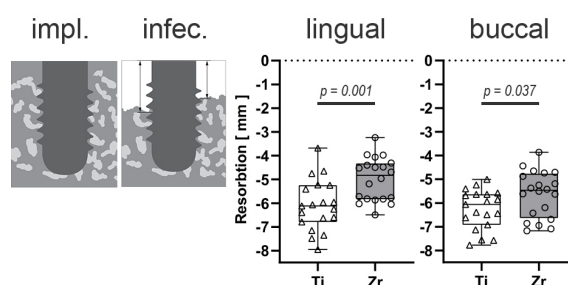 impl.
infec.
lingual
buccal
Resorbtion [ mm ]
0
-1
-2
-3
-4
-5
-6
-7
-8
p = 0.001
Ti
Zr
0
-1
-2
-3
-4
-5
-6
-7
-8
p = 0.037
Ti
Zr